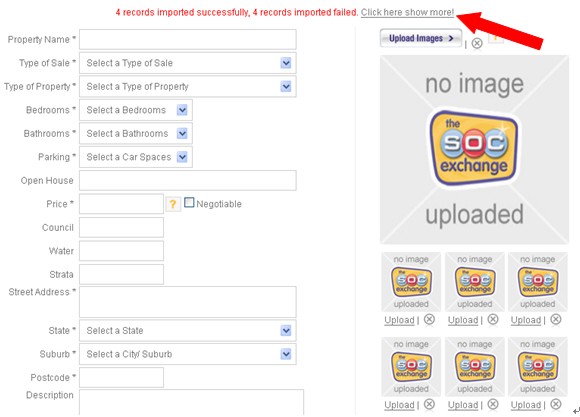 4 records imported successfully, 4 records imported failed. Click here show more!
Property Name *
Type of Sale * Select a Type of Sale
Type of Property * Select a Type of Property
Bedrooms * Select a Bedrooms
Bathrooms * Select a Bathrooms
Parking * Select a Car Spaces
Open House
Price * ? Negotiable
Council
Water
Strata
Street Address *
State * Select a State
Suburb * Select a City/ Suburb
Postcode *
Description
Upload Images > | ?
no image
the
SOC
exchange
uploaded
no image no image no image
the the the
SOC SOC SOC
exchange exchange exchange
uploaded uploaded uploaded
Upload | Upload | Upload |
no image no image no image
the the the
SOC SOC SOC
exchange exchange exchange
uploaded uploaded uploaded
Upload | Upload | Upload |